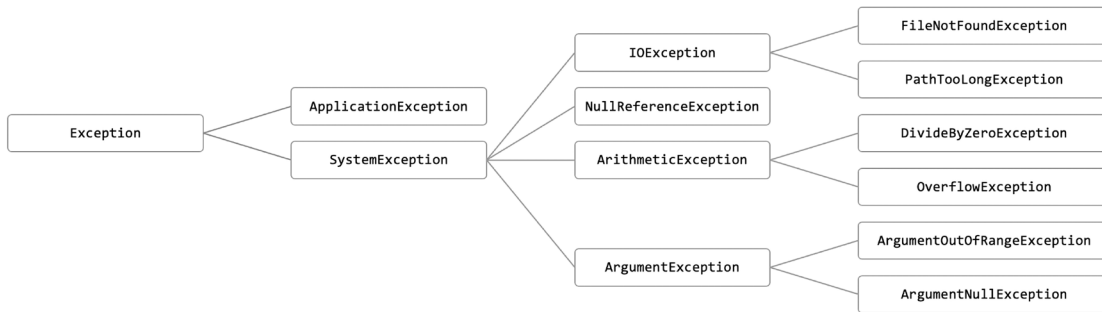 Exception
ApplicationException
SystemException
IOException
NullReferenceException
ArithmeticException
ArgumentException
FileNotFoundException
PathTooLongException
DivideByZeroException
OverflowException
ArgumentOutOfRangeException
ArgumentNullException